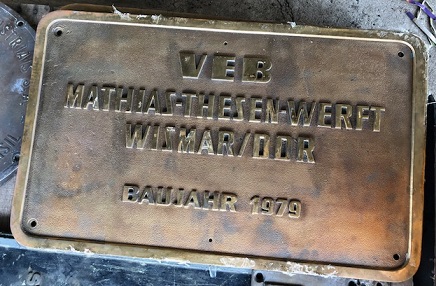 VEB
MATHIAS-THESEN-WERFT
WISMAR/DDR
BAUJAHR 1979